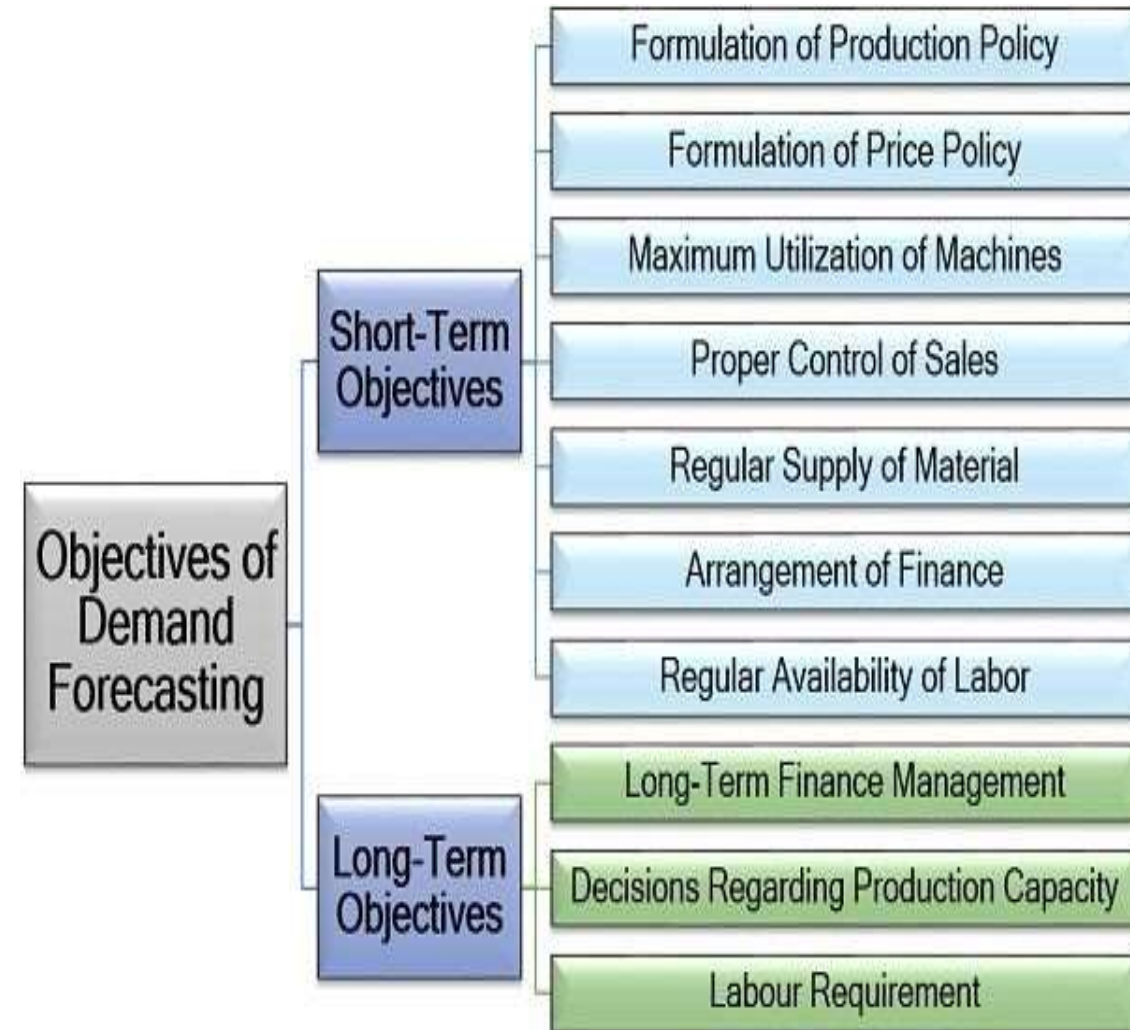 Objectives of
Demand
Forecasting
Short-Term
Objectives
Formulation of Production Policy
Formulation of Price Policy
Maximum Utilization of Machines
Proper Control of Sales
Regular Supply of Material
Arrangement of Finance
Regular Availability of Labor
Long-Term
Objectives
Long-Term Finance Management
Decisions Regarding Production Capacity
Labour Requirement